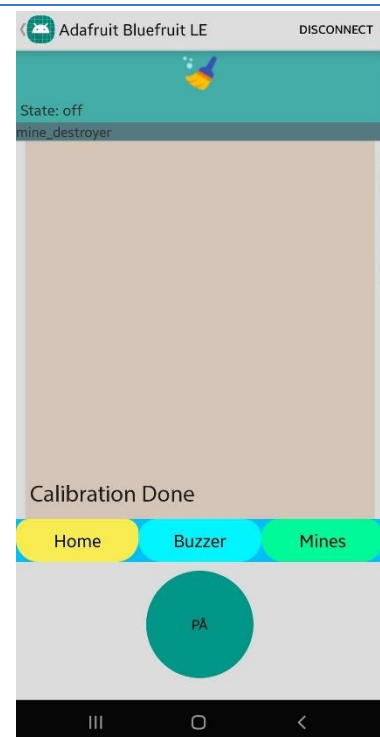 Adafruit Bluefruit LE DISCONNECT
State: off
mine_destroyer
Calibration Done
Home Buzzer Mines
PÅ